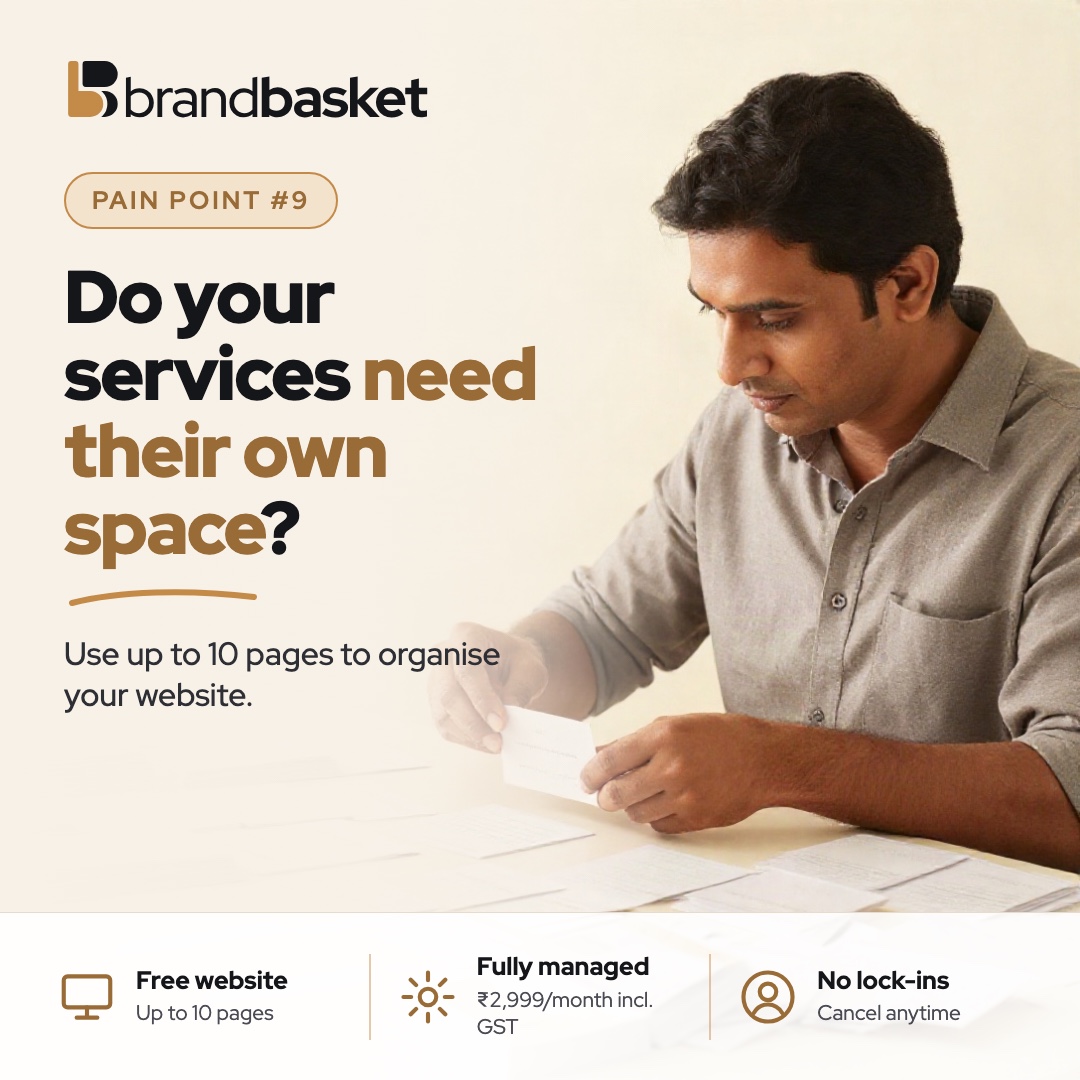 brandbasket
PAIN POINT #9
Do your
services need
their own
space?
Use up to 10 pages to organise
your website.
Free website
Up to 10 pages
Fully managed
₹2,999/month incl.
GST
No lock-ins
Cancel anytime